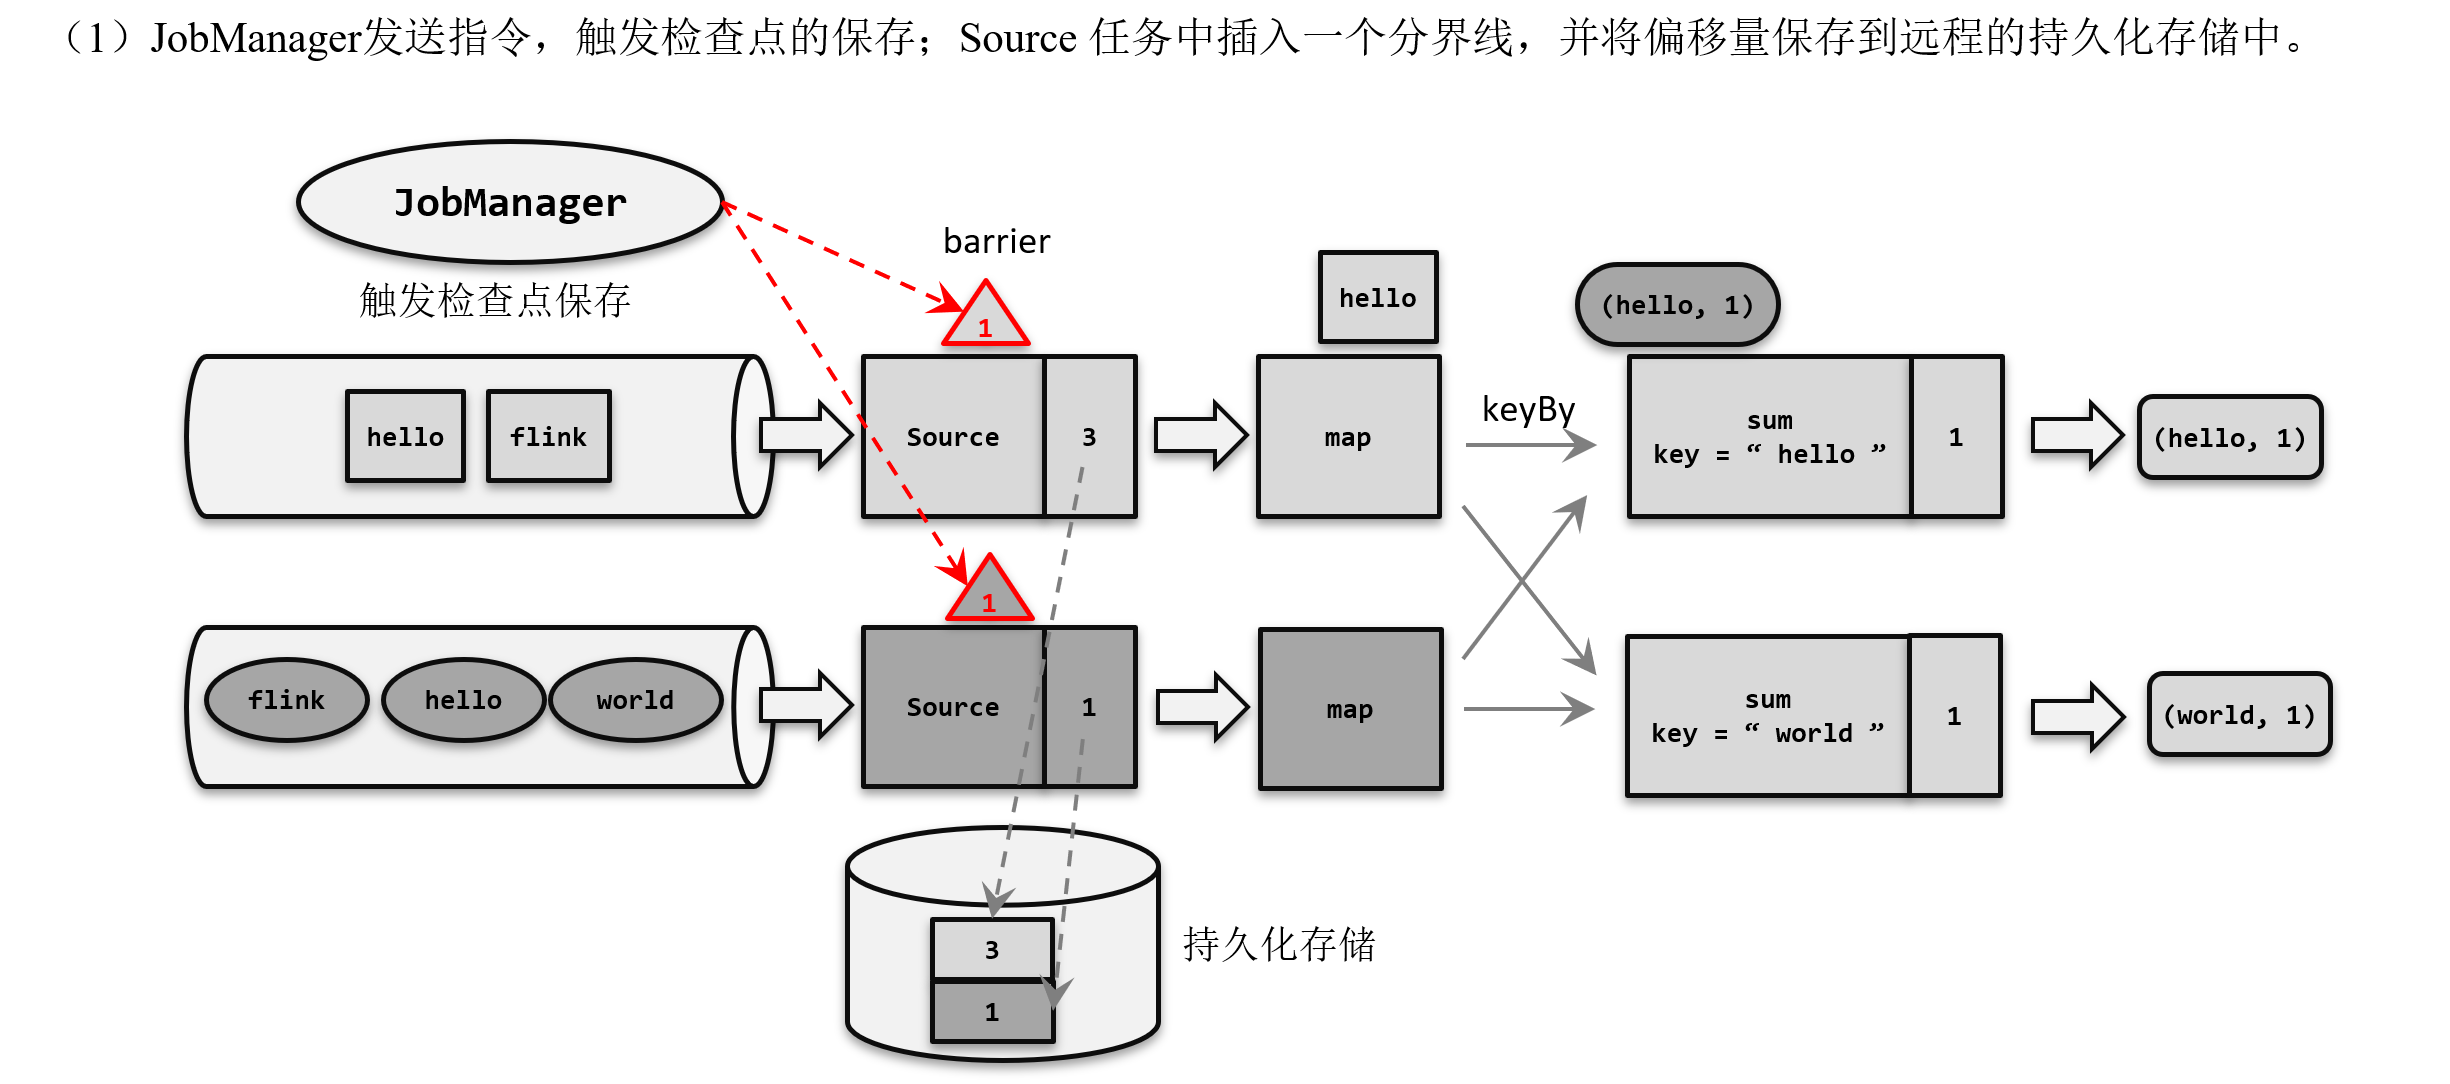 （1）JobManager发送指令，触发检查点的保存；Source 任务中插入一个分界线，并将偏移量保存到远程的持久化存储中。
JobManager
触发检查点保存
barrier
1
hello
(hello, 1)
hello
flink
Source
3
map
keyBy
sum
key = “ hello ”
1
(hello, 1)
1
flink
hello
world
Source
1
map
sum
key = “ world ”
1
(world, 1)
3
1
持久化存储